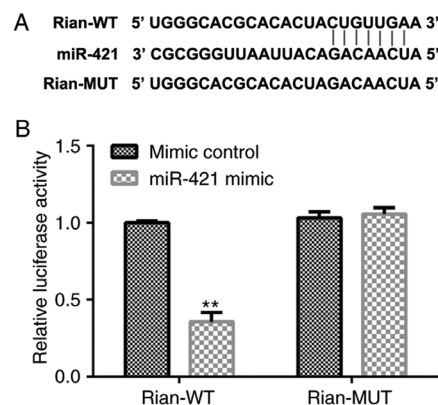 A
Rian-WT 5' UGGGCACGCACACUACUGUUGAA 3'
miR-421 3' CGCGGGUUAAUUACAGACAACUA 5'
Rian-MUT 5' UGGGCACGCACACUAGACAACUA 5'
B
Mimic control
miR-421 mimic
Relative luciferase activity
1.5
1.0
0.5
0.0
**
Rian-WT Rian-MUT